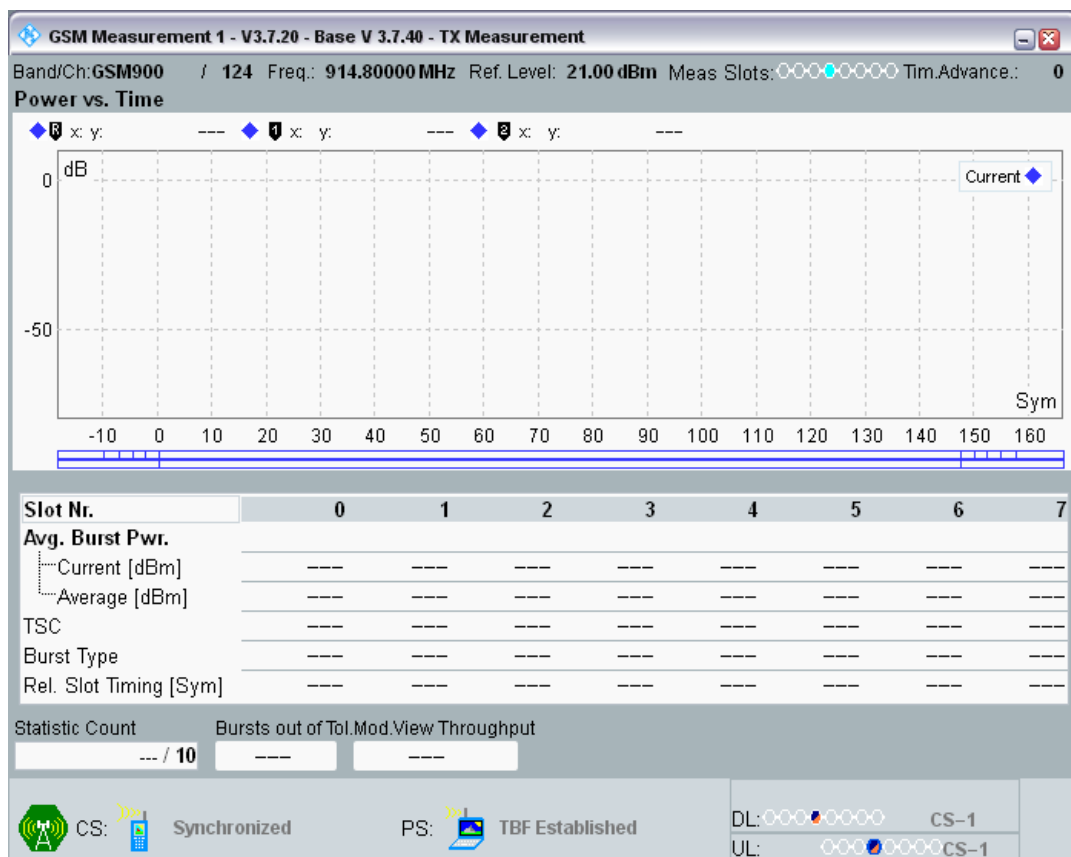 GSM Measurement 1 - V3.7.20 - Base V 3.7.40 - TX Measurement
Band/Ch:GSM900 / 124 Freq.: 914.80000 MHz Ref. Level: 21.00 dBm Meas Slots: Tim.Advance.: 0
Power vs. Time
R x: y: --- 1 x: y: --- 2 x: y: ---
dB
0
Current
-50
Sym
-10 0 10 20 30 40 50 60 70 80 90 100 110 120 130 140 150 160
Slot Nr. 0 1 2 3 4 5 6 7
Avg. Burst Pwr.
Current [dBm] --- --- --- --- --- --- --- ---
Average [dBm] --- --- --- --- --- --- --- ---
TSC --- --- --- --- --- --- --- ---
Burst Type --- --- --- --- --- --- --- ---
Rel. Slot Timing [Sym] --- --- --- --- --- --- --- ---
Statistic Count Bursts out of Tol.Mod.View Throughput
--- / 10 --- ---
CS: Synchronized PS: TBF Established
DL: CS-1
UL: CS-1